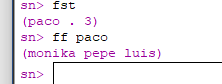 sn> fst
(paco . 3)
sn> ff paco
(monika pepe luis)
sn>